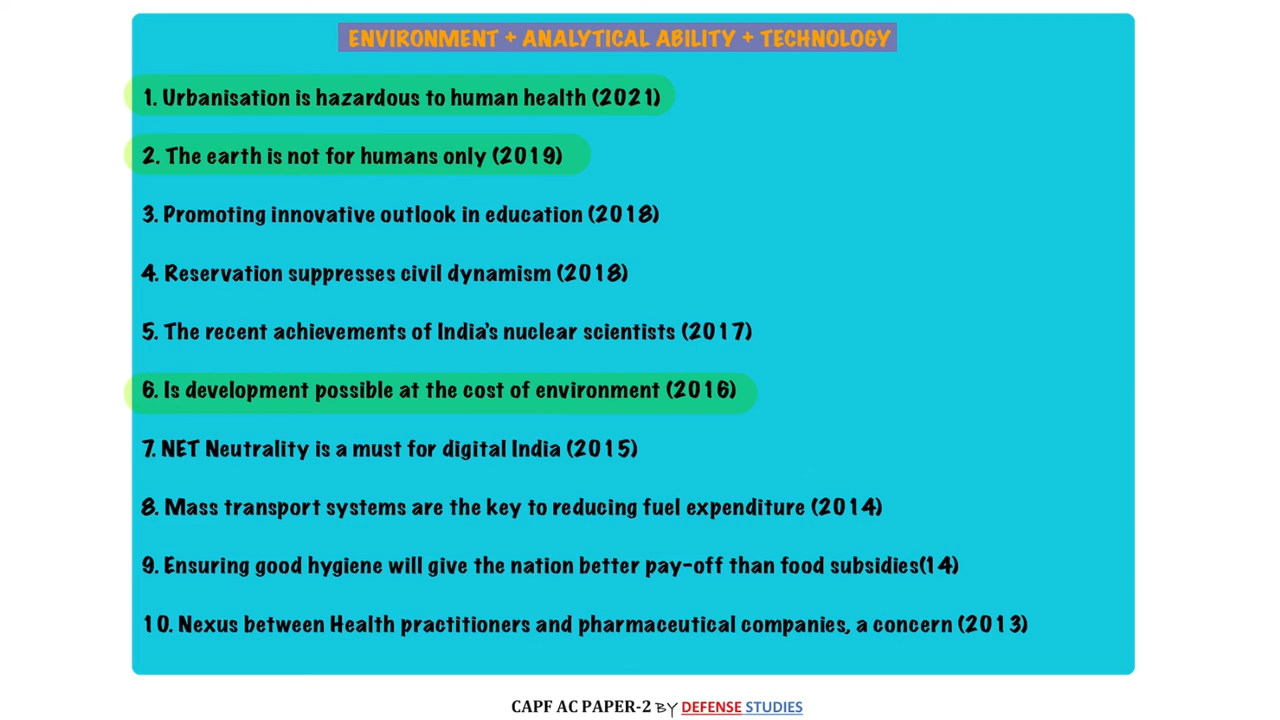 ENVIRONMENT + ANALYTICAL ABILITY + TECHNOLOGY
1. Urbanisation is hazardous to human health (2021)
2. The earth is not for humans only (2019)
3. Promoting innovative outlook in education (2018)
4. Reservation suppresses civil dynamism (2018)
5. The recent achievements of India's nuclear scientists (2017)
6. Is development possible at the cost of environment (2016)
7. NET Neutrality is a must for digital India (2015)
8. Mass transport systems are the key to reducing fuel expenditure (2014)
9. Ensuring good hygiene will give the nation better pay-off than food subsidies(14)
10. Nexus between Health practitioners and pharmaceutical companies, a concern (2013)
CAPF AC PAPER-2 BY DEFENSE STUDIES